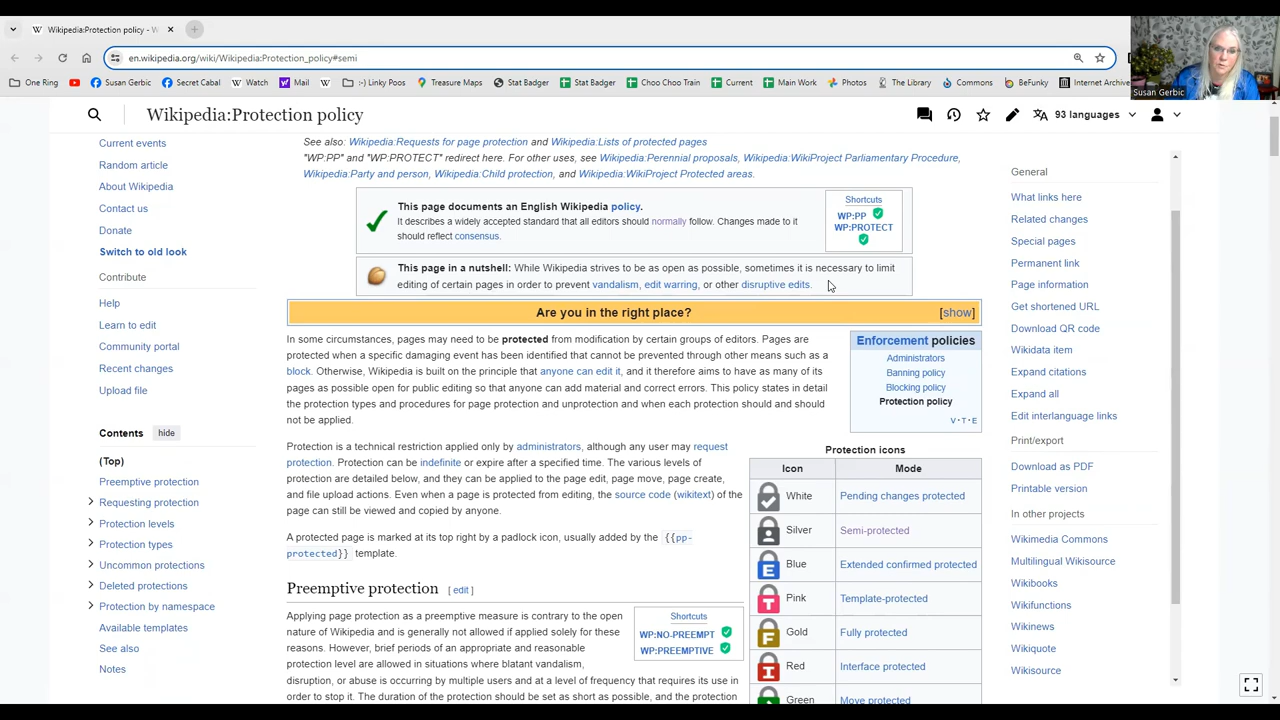 Wikipedia:Protection policy - W
en.wikipedia.org/wiki/Wikipedia:Protection_policy#semi
One Ring
Susan Gerbic
Secret Cabal
Watch
Mail
:-) Linky Poos
Treasure Maps
Stat Badger
Stat Badger
Choo Choo Train
Current
Main Work
Photos
The Library
Commons
BeFunky
Internet Archive
Susan Gerbic
Wikipedia:Protection policy
93 languages
Current events
Random article
About Wikipedia
Contact us
Donate
Switch to old look
Contribute
Help
Learn to edit
Community portal
Recent changes
Upload file
Contents hide
(Top)
Preemptive protection
Requesting protection
Protection levels
Protection types
Uncommon protections
Deleted protections
Protection by namespace
Available templates
See also
Notes
See also: Wikipedia:Requests for page protection and Wikipedia:Lists of protected pages
"WP:PP" and "WP:PROTECT" redirect here. For other uses, see Wikipedia:Perennial proposals, Wikipedia:WikiProject Parliamentary Procedure,
Wikipedia:Party and person, Wikipedia:Child protection, and Wikipedia:WikiProject Protected areas.
This page documents an English Wikipedia policy.
It describes a widely accepted standard that all editors should normally follow. Changes made to it
should reflect consensus.
Shortcuts
WP:PP
WP:PROTECT
This page in a nutshell: While Wikipedia strives to be as open as possible, sometimes it is necessary to limit
editing of certain pages in order to prevent vandalism, edit warring, or other disruptive edits.
Are you in the right place? [show]
In some circumstances, pages may need to be protected from modification by certain groups of editors. Pages are
protected when a specific damaging event has been identified that cannot be prevented through other means such as a
block. Otherwise, Wikipedia is built on the principle that anyone can edit it, and it therefore aims to have as many of its
pages as possible open for public editing so that anyone can add material and correct errors. This policy states in detail
the protection types and procedures for page protection and unprotection and when each protection should and should
not be applied.
Enforcement policies
Administrators
Banning policy
Blocking policy
Protection policy
V·T·E
Protection is a technical restriction applied only by administrators, although any user may request
protection. Protection can be indefinite or expire after a specified time. The various levels of
protection are detailed below, and they can be applied to the page edit, page move, page create,
and file upload actions. Even when a page is protected from editing, the source code (wikitext) of the
page can still be viewed and copied by anyone.
A protected page is marked at its top right by a padlock icon, usually added by the {{pp-
protected}} template.
Preemptive protection [ edit ]
Applying page protection as a preemptive measure is contrary to the open
nature of Wikipedia and is generally not allowed if applied solely for these
reasons. However, brief periods of an appropriate and reasonable
protection level are allowed in situations where blatant vandalism,
disruption, or abuse is occurring by multiple users and at a level of frequency that requires its use in
order to stop it. The duration of the protection should be set as short as possible, and the protection
Shortcuts
WP:NO-PREEMPT
WP:PREEMPTIVE
Protection icons
Icon Mode
White Pending changes protected
Silver Semi-protected
E Blue Extended confirmed protected
T Pink Template-protected
F Gold Fully protected
I Red Interface protected
Green Move protected
General
What links here
Related changes
Special pages
Permanent link
Page information
Get shortened URL
Download QR code
Wikidata item
Expand citations
Expand all
Edit interlanguage links
Print/export
Download as PDF
Printable version
In other projects
Wikimedia Commons
Multilingual Wikisource
Wikibooks
Wikifunctions
Wikinews
Wikiquote
Wikisource